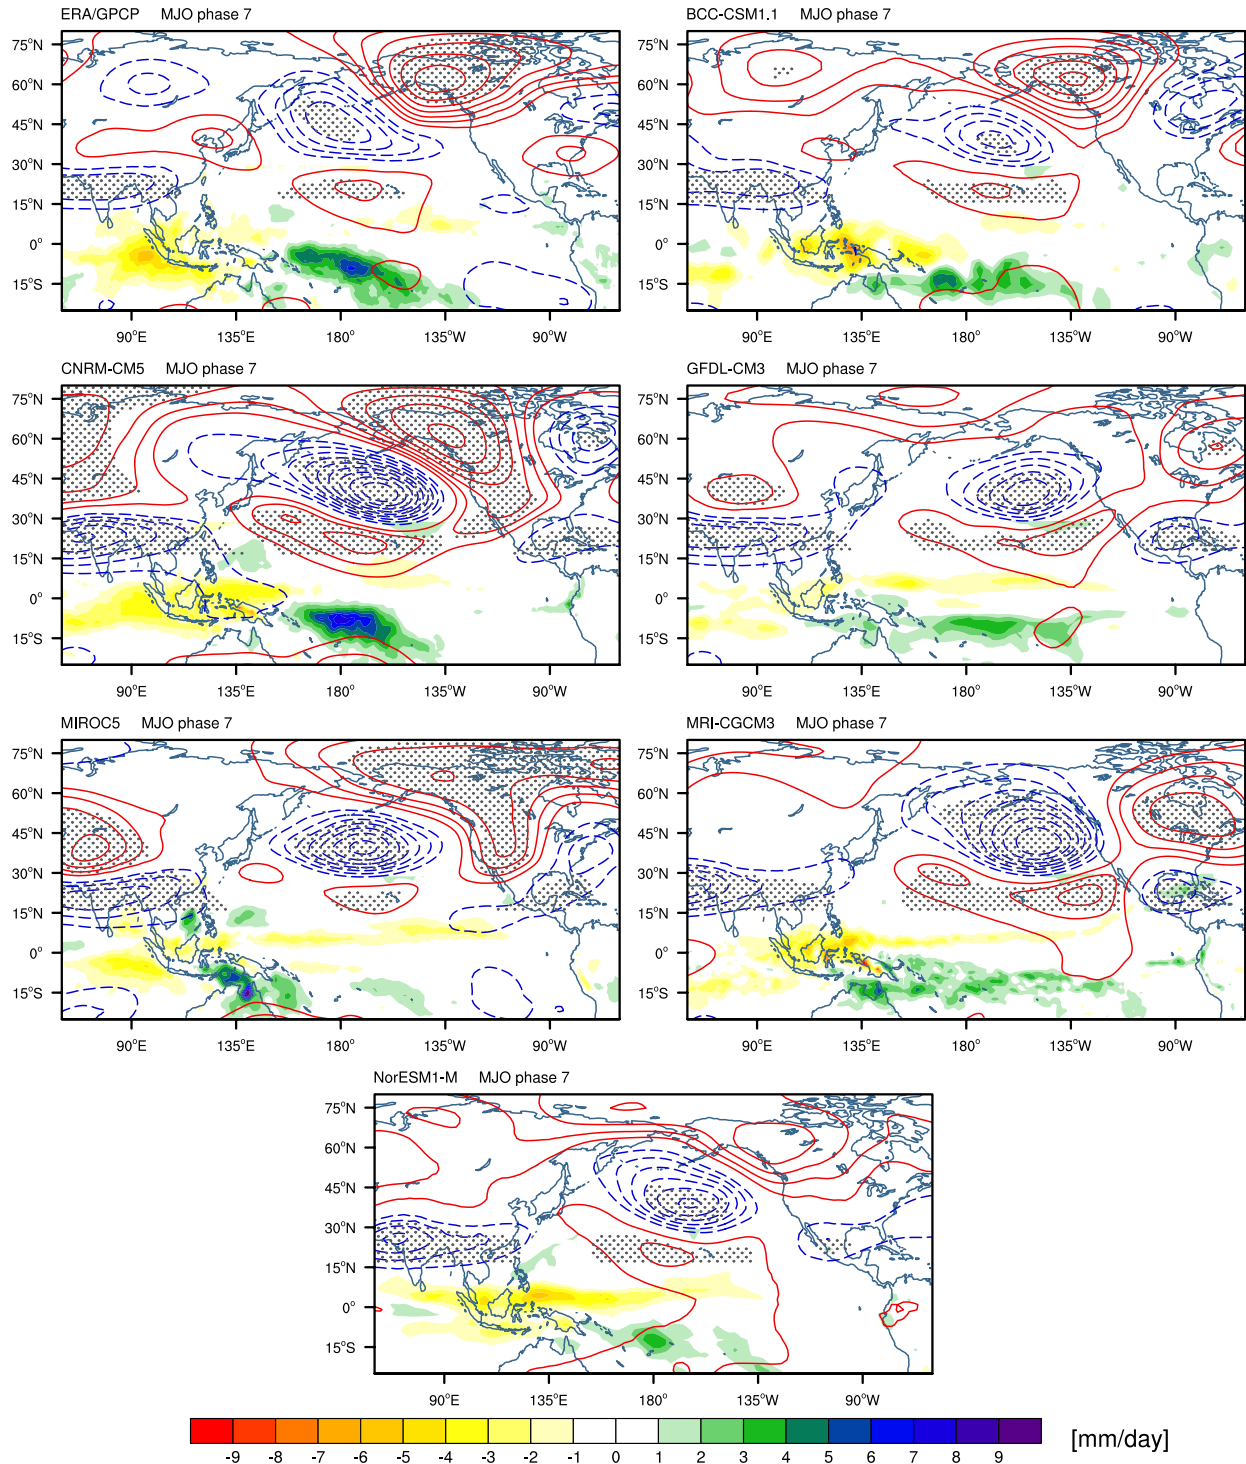 ERA/GPCP MJO phase 7
75°N
60°N
45°N
30°N
15°N
0°
15°S
90°E 135°E 180° 135°W 90°W
BCC-CSM1.1 MJO phase 7
75°N
60°N
45°N
30°N
15°N
0°
15°S
90°E 135°E 180° 135°W 90°W
CNRM-CM5 MJO phase 7
75°N
60°N
45°N
30°N
15°N
0°
15°S
90°E 135°E 180° 135°W 90°W
GFDL-CM3 MJO phase 7
75°N
60°N
45°N
30°N
15°N
0°
15°S
90°E 135°E 180° 135°W 90°W
MIROC5 MJO phase 7
75°N
60°N
45°N
30°N
15°N
0°
15°S
90°E 135°E 180° 135°W 90°W
MRI-CGCM3 MJO phase 7
75°N
60°N
45°N
30°N
15°N
0°
15°S
90°E 135°E 180° 135°W 90°W
NorESM1-M MJO phase 7
75°N
60°N
45°N
30°N
15°N
0°
15°S
90°E 135°E 180° 135°W 90°W
-9 -8 -7 -6 -5 -4 -3 -2 -1 0 1 2 3 4 5 6 7 8 9
[mm/day]